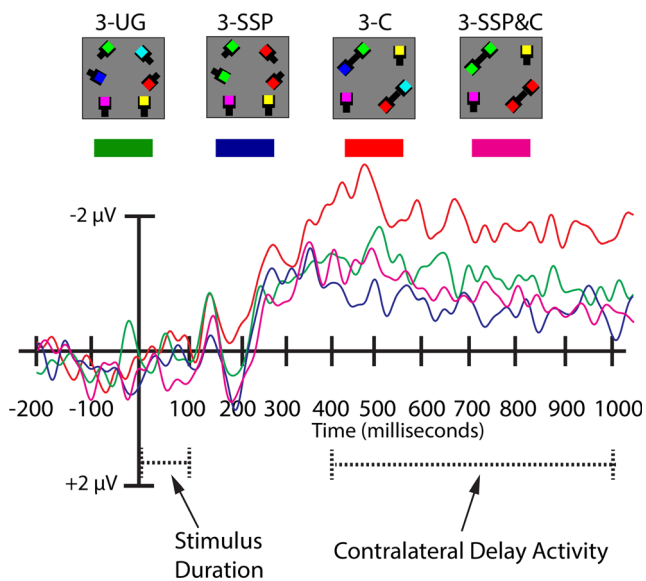 3-UG 3-SSP 3-C 3-SSP&C
-2 µV
-200 -100 100 200 300 400 500 600 700 800 900 1000
Time (milliseconds)
+2 µV
Stimulus
Duration
Contralateral Delay Activity